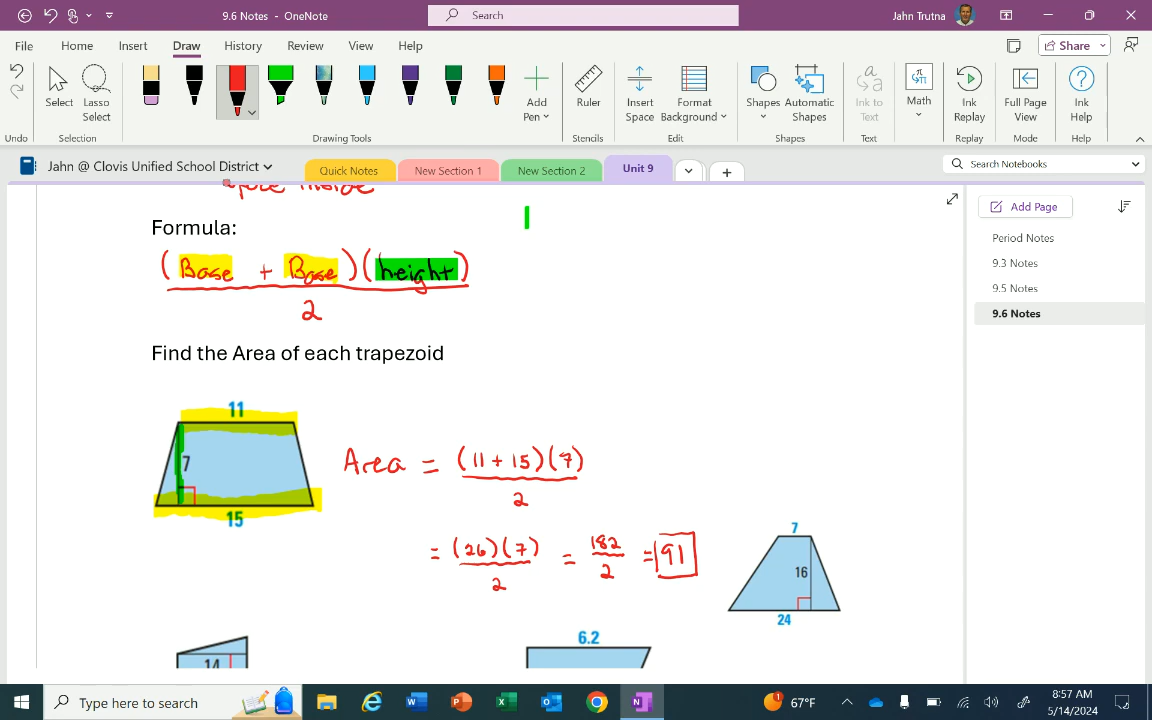 9.6 Notes - OneNote
Search
Jahn Trutna
File Home Insert Draw History Review View Help
Share
Undo
Select
Lasso Select
Add Pen
Ruler
Insert Space
Format Background
Shapes
Automatic Shapes
Ink to Text
Math
Ink Replay
Full Page View
Ink Help
Undo Selection Drawing Tools Stencils Edit Shapes Text Replay Mode Help
Jahn @ Clovis Unified School District
Quick Notes
New Section 1
New Section 2
Unit 9
+
Search Notebooks
Add Page
Period Notes
9.3 Notes
9.5 Notes
9.6 Notes
inside
Formula:
(Base + Base)(height)
2
Find the Area of each trapezoid
11
7
15
Area = (11 + 15)(7)
2
= (26)(7) = 182 = 91
2 2
7
16
24
6.2
14
Type here to search
1
67°F
8:57 AM
5/14/2024